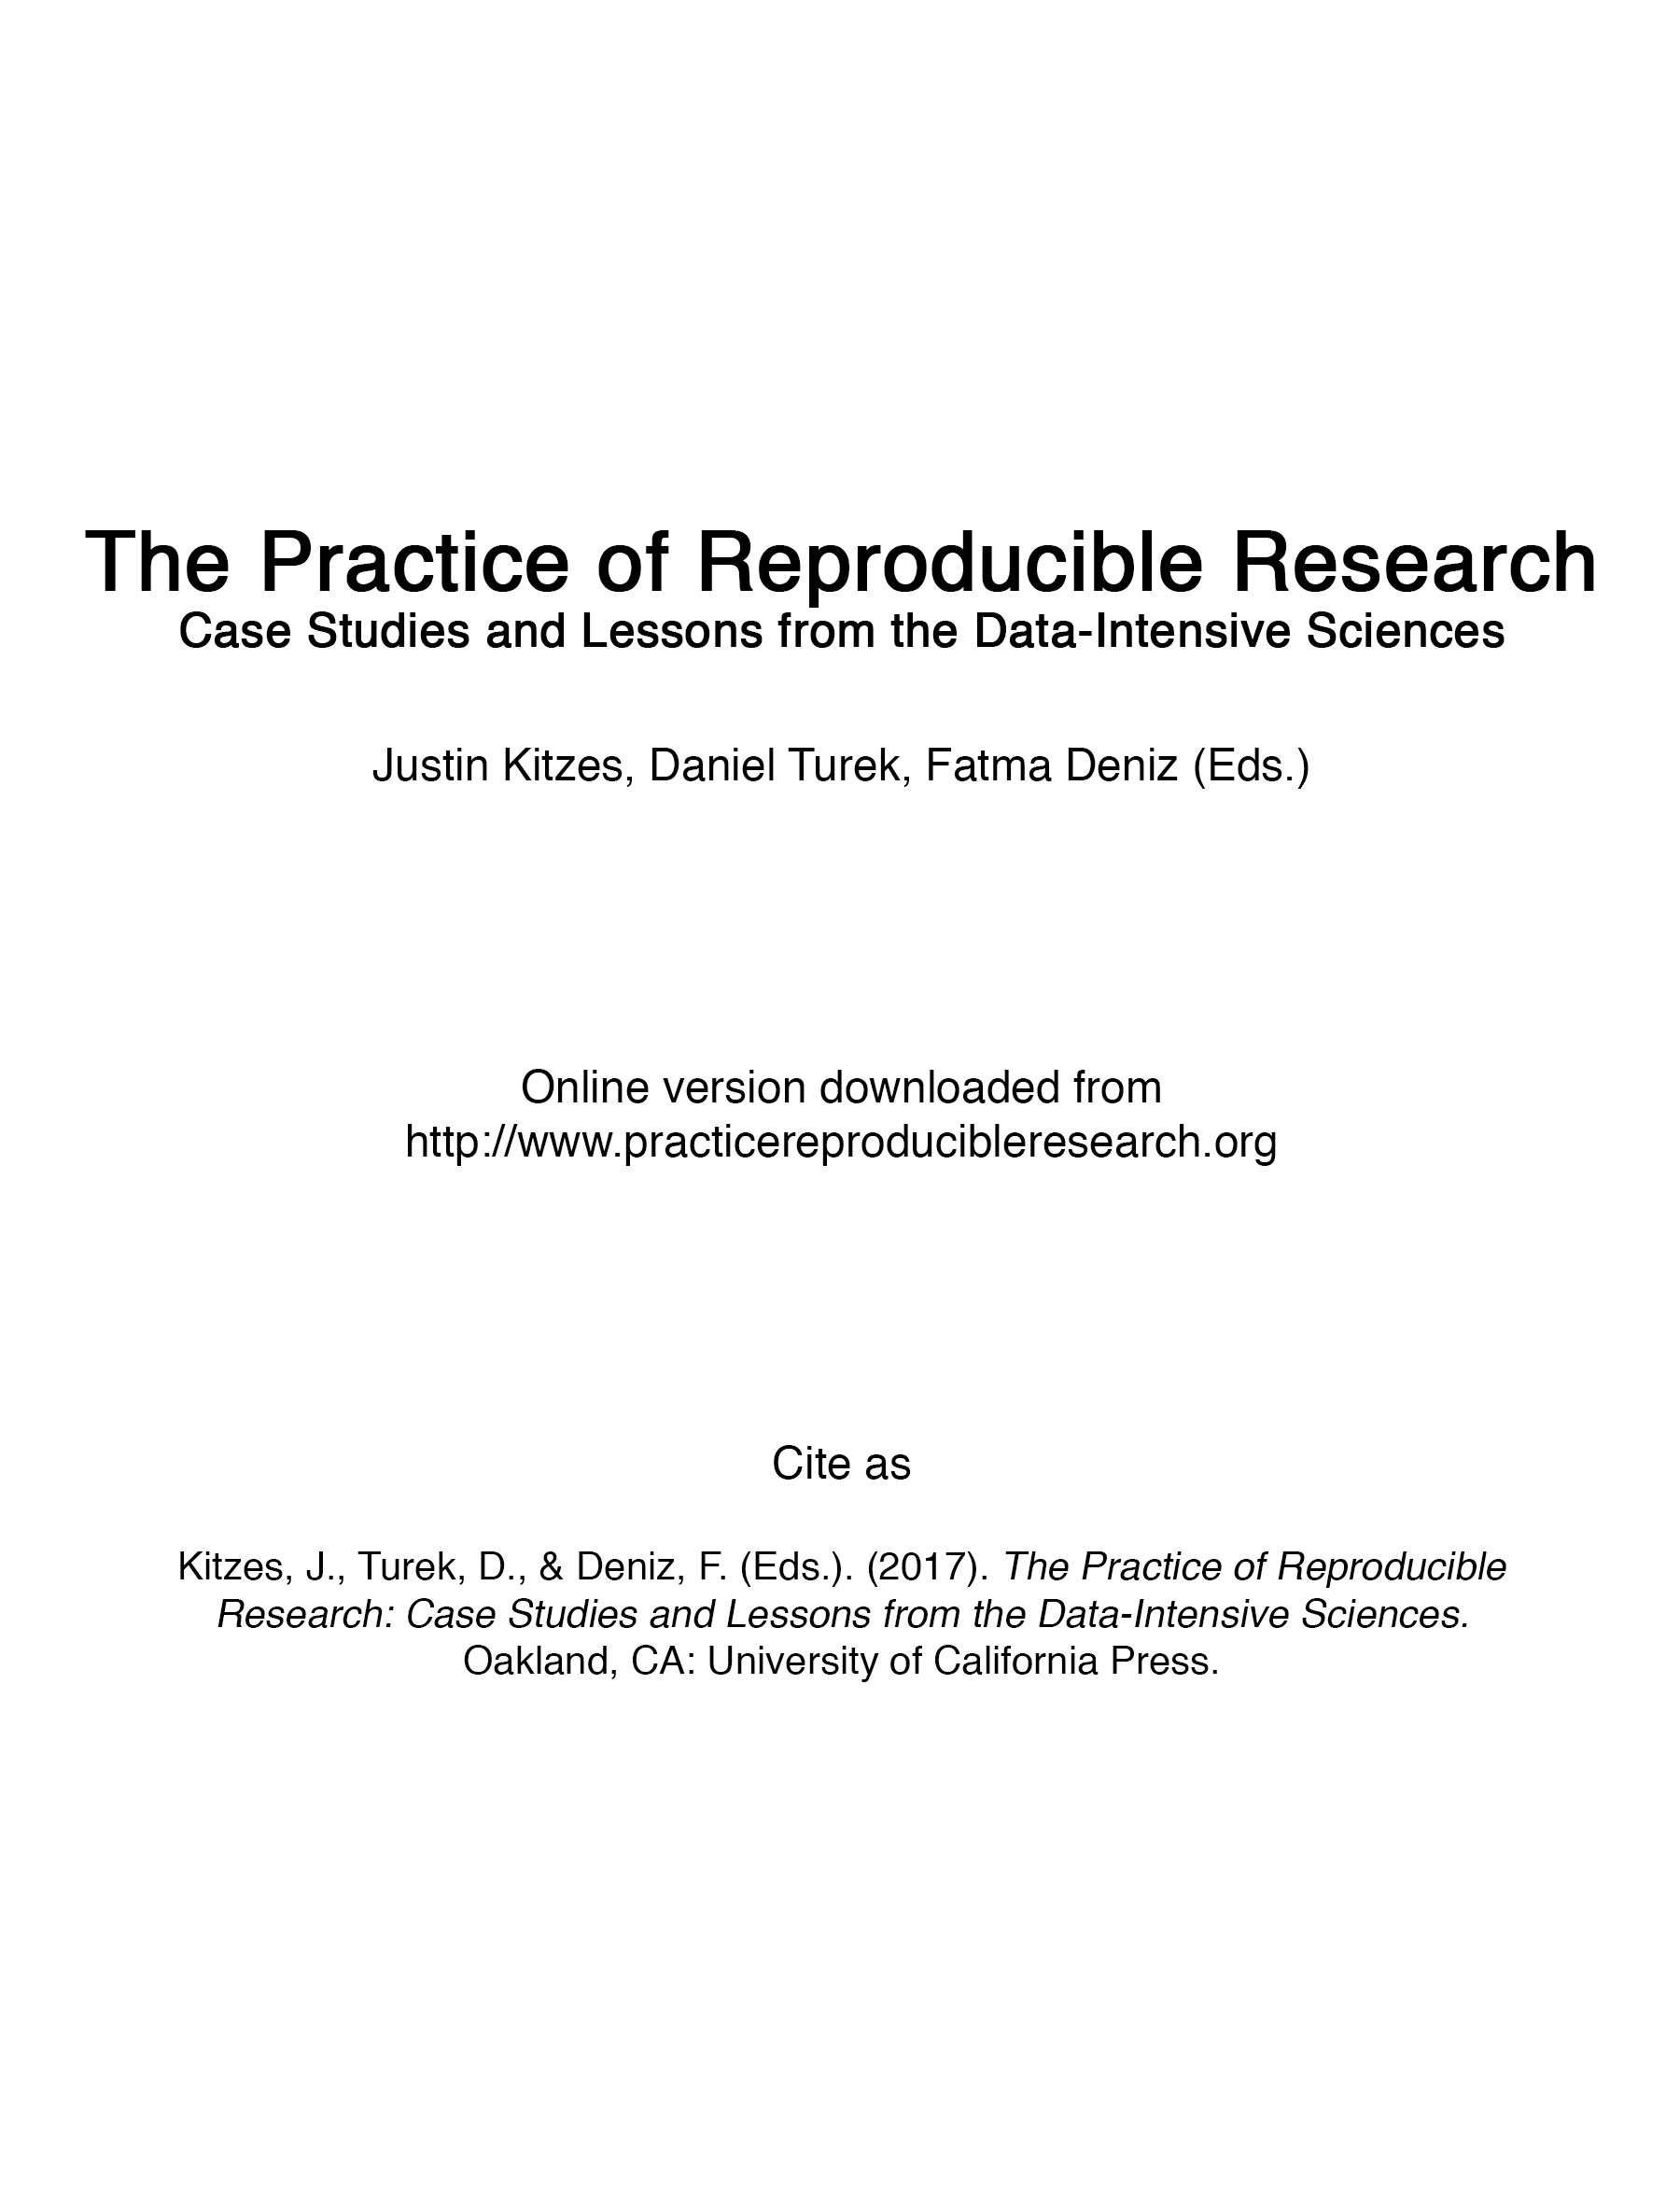 The Practice of Reproducible Research
Case Studies and Lessons from the Data-Intensive Sciences
Justin Kitzes, Daniel Turek, Fatma Deniz (Eds.)
Online version downloaded from
http://www.practicereproducibleresearch.org
Cite as
Kitzes, J., Turek, D., & Deniz, F. (Eds.). (2017). The Practice of Reproducible
Research: Case Studies and Lessons from the Data-Intensive Sciences.
Oakland, CA: University of California Press.